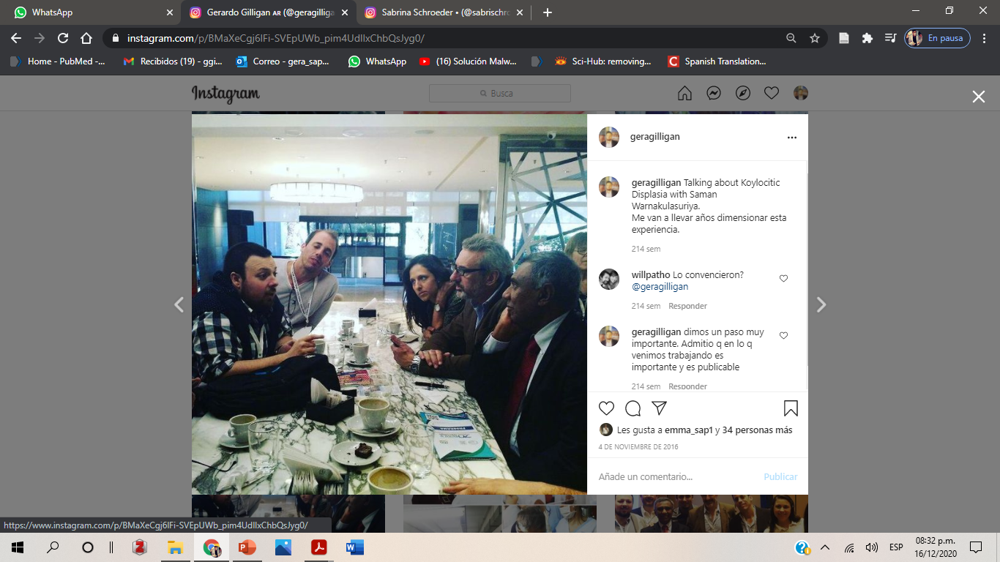 WhatsApp
Gerardo Gilligan AR (@geragilliga
Sabrina Schroeder • (@sabrischro
instagram.com/p/BMaXeCgj6lFi-SVEpUWb_pim4UdIlxChbQsJyg0/
En pausa
Home - PubMed -...
Recibidos (19) - ggi...
Correo - gera_sap...
WhatsApp
(16) Solución Malw...
Sci-Hub: removing...
Spanish Translation...
Instagram
Busca
geragilligan
geragilligan Talking about Koylocitic
Displasia with Saman
Warnakulasuriya.
Me van a llevar años dimensionar esta
experiencia.
214 sem
willpatho Lo convencieron?
@geragilligan
214 sem Responder
geragilligan dimos un paso muy
importante. Admitio q en lo q
venimos trabajando es
importante y es publicable
214 sem Responder
Les gusta a emma_sap1 y 34 personas más
4 DE NOVIEMBRE DE 2016
Añade un comentario... Publicar
PROGRAMA
https://www.instagram.com/p/BMaXeCgj6lFi-SVEpUWb_pim4UdIlxChbQsJyg0/
ESP
08:32 p.m.
16/12/2020